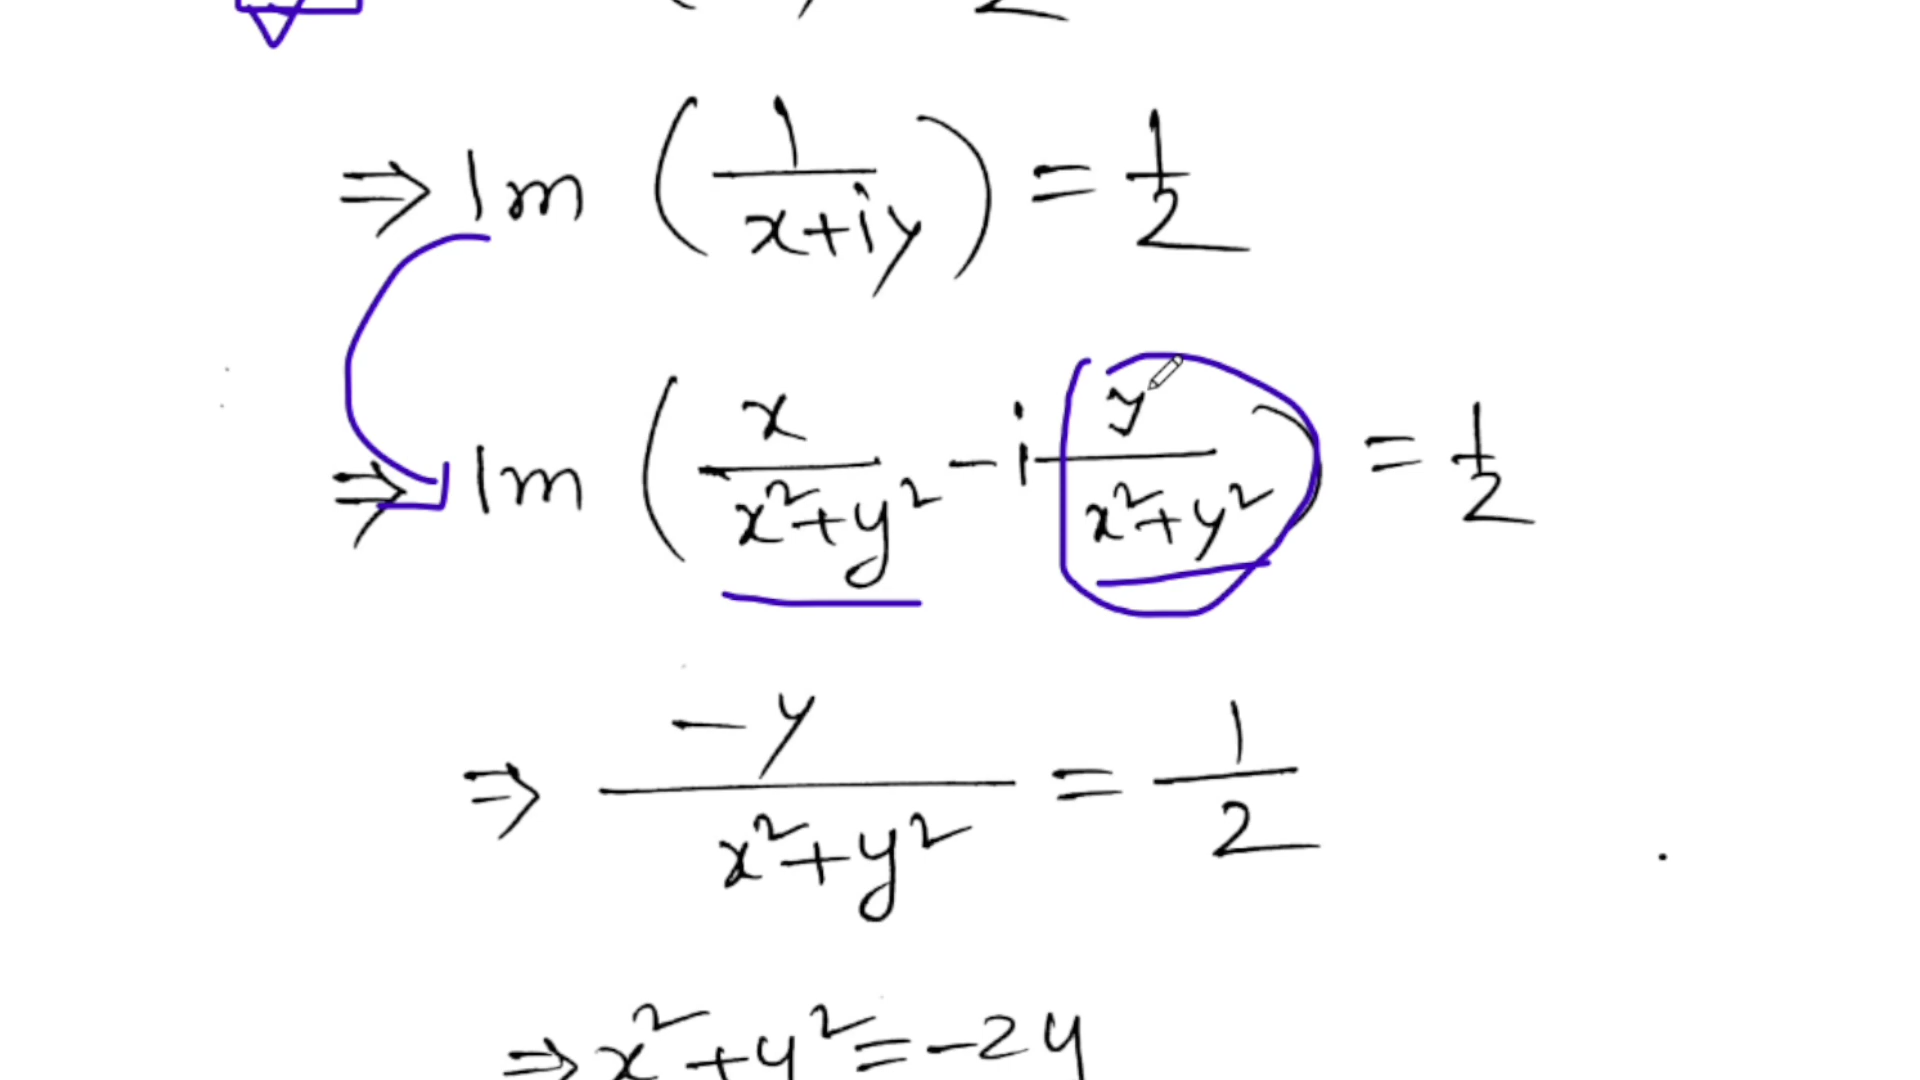 ⇒ Im (1/(x+iy)) = 1/2
⇒ Im (x/(x²+y²) - i y/(x²+y²)) = 1/2
⇒ -y/(x²+y²) = 1/2
⇒ x²+y² = -2y